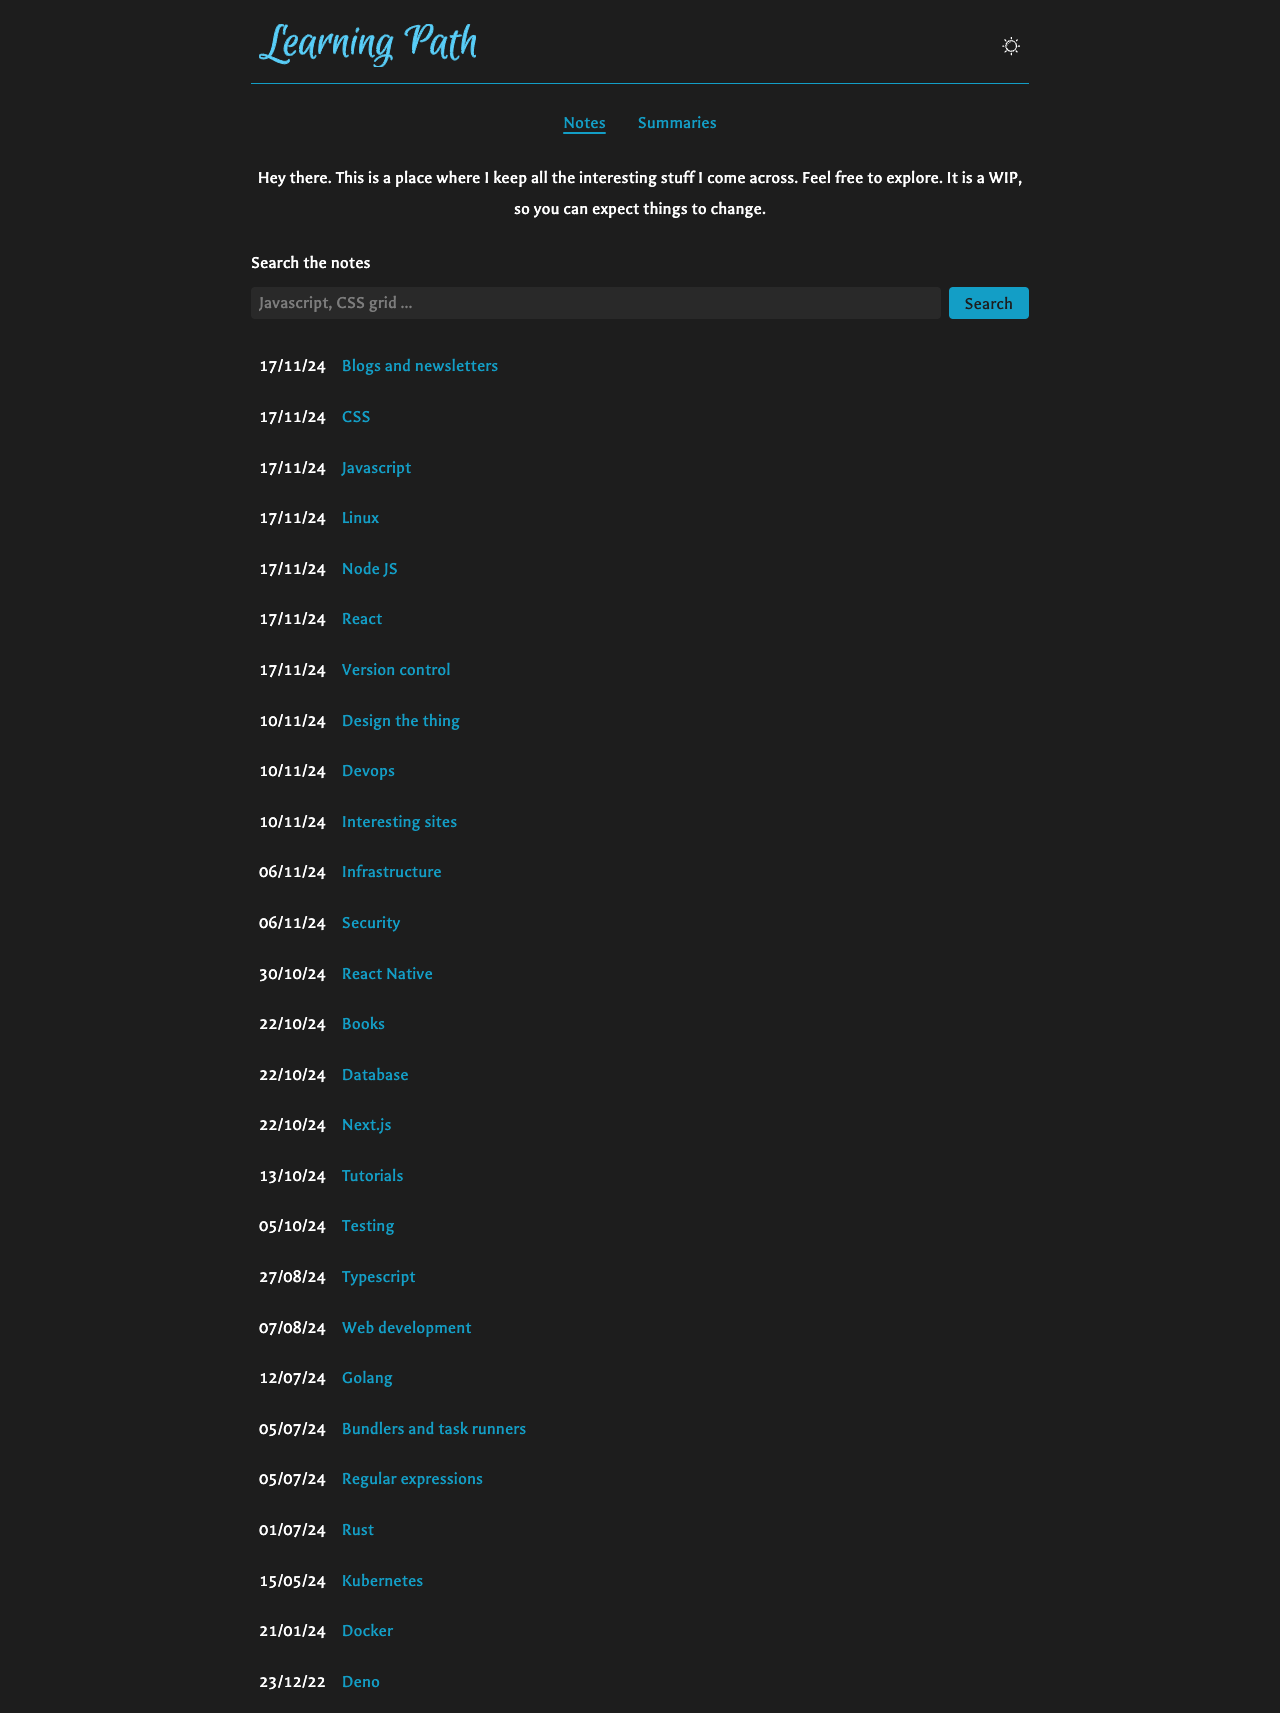 Learning Path
Notes Summaries
Hey there. This is a place where I keep all the interesting stuff I come across. Feel free to explore. It is a WIP,
so you can expect things to change.
Search the notes
Javascript, CSS grid ... Search
17/11/24 Blogs and newsletters
17/11/24 CSS
17/11/24 Javascript
17/11/24 Linux
17/11/24 Node JS
17/11/24 React
17/11/24 Version control
10/11/24 Design the thing
10/11/24 Devops
10/11/24 Interesting sites
06/11/24 Infrastructure
06/11/24 Security
30/10/24 React Native
22/10/24 Books
22/10/24 Database
22/10/24 Next.js
13/10/24 Tutorials
05/10/24 Testing
27/08/24 Typescript
07/08/24 Web development
12/07/24 Golang
05/07/24 Bundlers and task runners
05/07/24 Regular expressions
01/07/24 Rust
15/05/24 Kubernetes
21/01/24 Docker
23/12/22 Deno